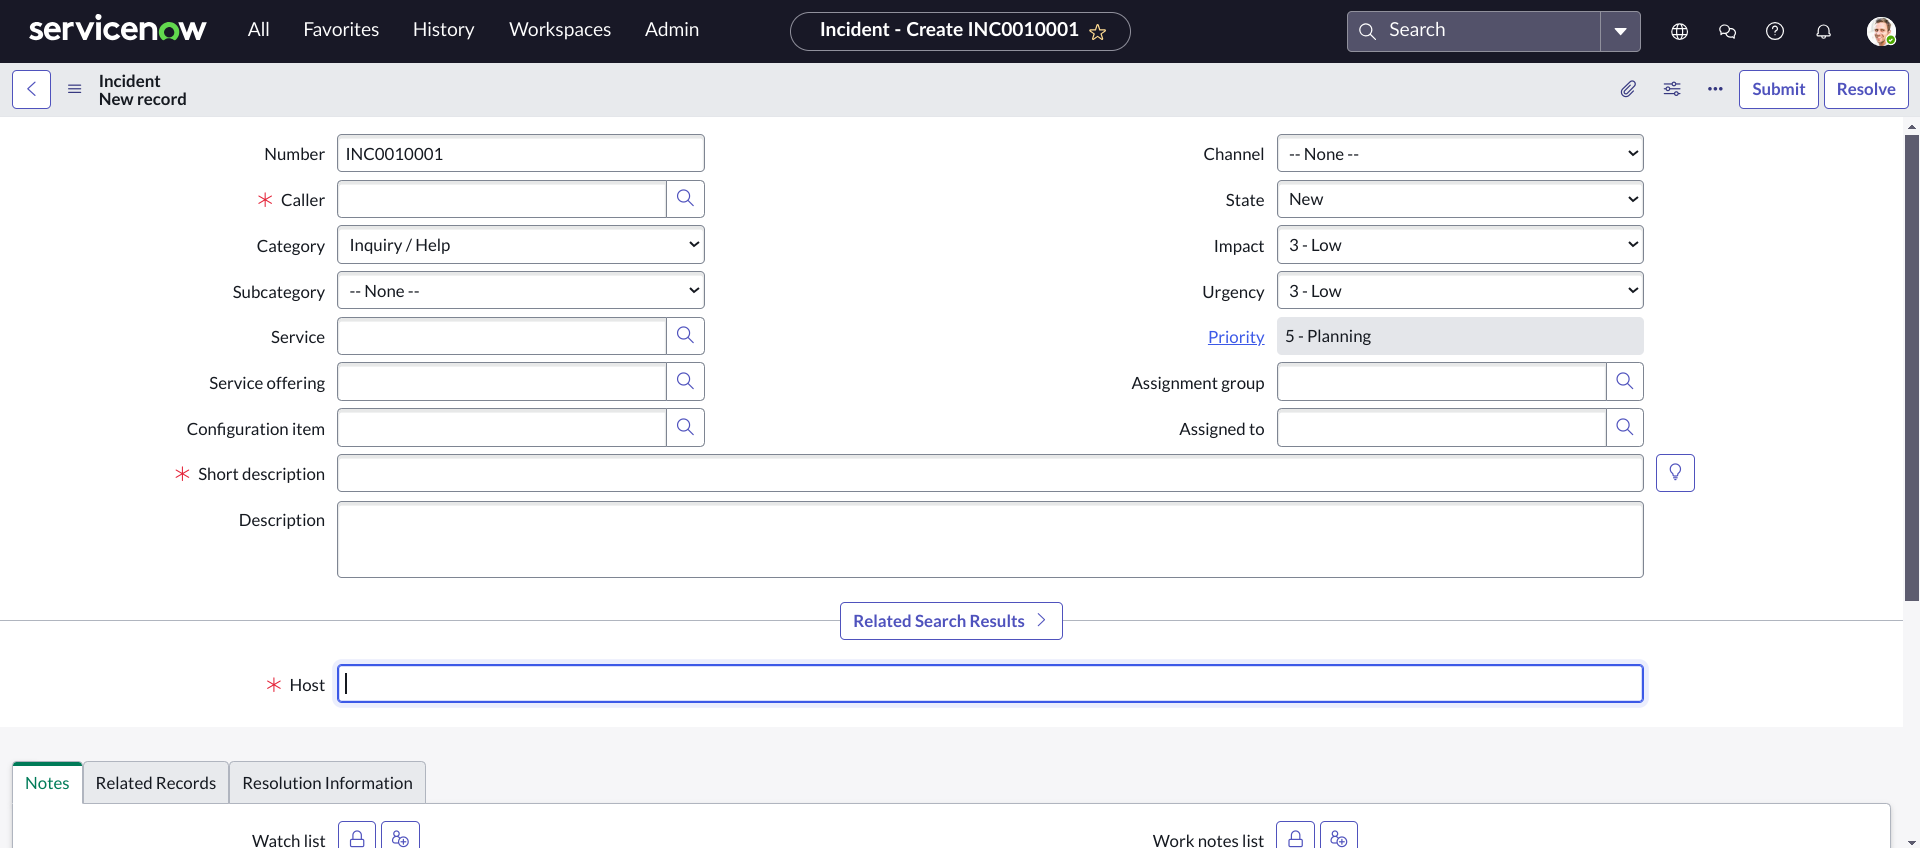 servicenow All Favorites History Workspaces Admin Incident - Create INC0010001 Search
Incident
New record
Submit Resolve
Number INC0010001 Channel -- None --
Caller State New
Category Inquiry / Help Impact 3 - Low
Subcategory -- None -- Urgency 3 - Low
Service Priority 5 - Planning
Service offering Assignment group
Configuration item Assigned to
Short description
Description
Related Search Results
Host
Notes Related Records Resolution Information
Watch list Work notes list